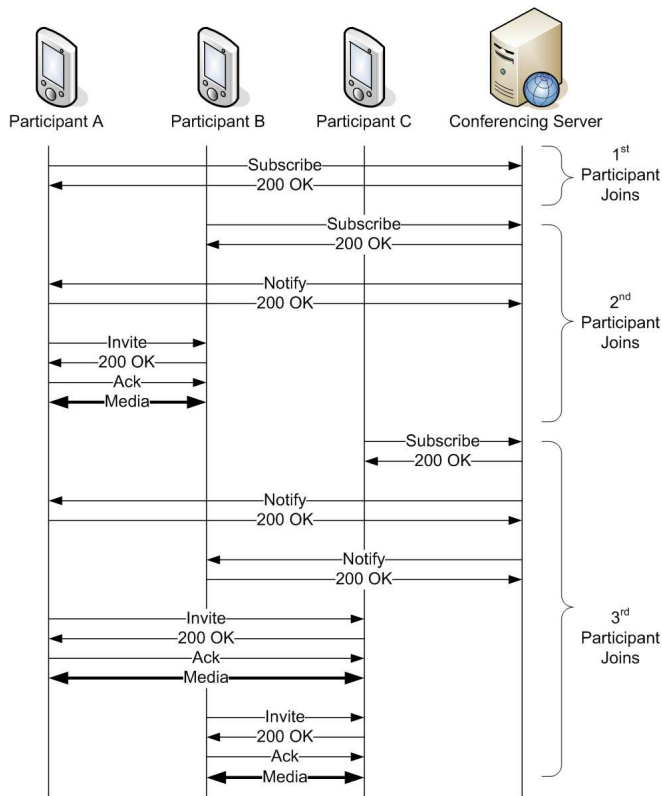 Participant A
Participant B
Participant C
Conferencing Server
Subscribe
200 OK
1st
Participant
Joins
Subscribe
200 OK
Notify
200 OK
Invite
200 OK
Ack
Media
2nd
Participant
Joins
Subscribe
200 OK
Notify
200 OK
Notify
200 OK
Invite
200 OK
Ack
Media
Invite
200 OK
Ack
Media
3rd
Participant
Joins